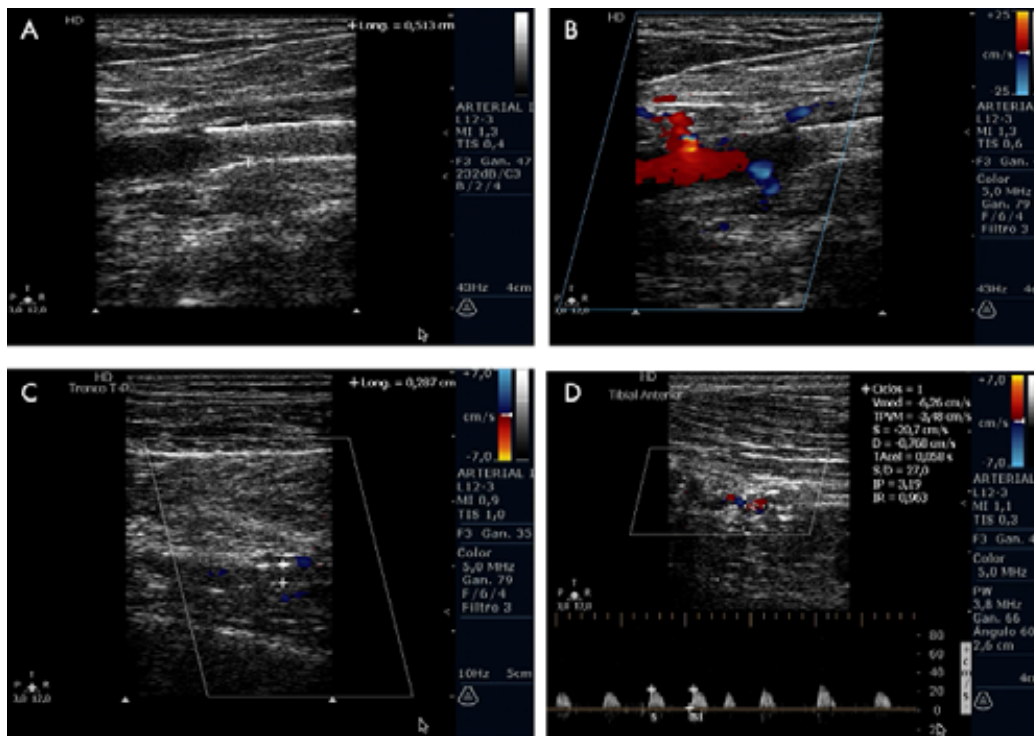 A
HD
Long. = 0,513 cm
ARTERIAL I
L12-3
MI 1,3
TIS 0,4
F3 Gan. 47
232dB/C3
B/2/4
43Hz 4cm
B
HD
+25
cm/s
-25
ARTERIAL I
L12-3
MI 1,3
TIS 0,6
F3 Gan. 47
Color
5,0 MHz
Gan. 79
F/6/4
Filtro 3
43Hz
C
HD
Tronco T-P
Long. = 0,287 cm
+7,0
cm/s
-7,0
ARTERIAL
L12-3
MI 0,9
TIS 1,0
F3 Gan. 35
Color
5,0 MHz
Gan. 79
F/6/4
Filtro 3
10Hz 5cm
D
HD
Tibial Anterior
Ciclos = 1
Vmed = -6,26 cm/s
TPVM = -3,48 cm/s
S = -20,7 cm/s
D = -0,768 cm/s
TAcel = 0,058 s
S/D = 27,0
IP = 3,19
IR = 0,963
+7,0
cm/s
-7,0
ARTERIAL
L12-3
MI 1,1
TIS 0,3
F3 Gan. 4
Color
5,0 MHz
PW
3,8 MHz
Gan. 66
Ángulo 60
2,6 cm
80
60
40
20
0
cm/s
S